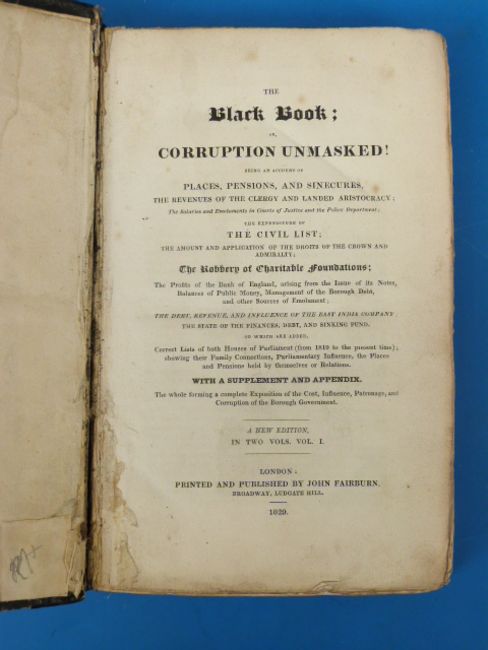 THE
Black Book;
OR,
CORRUPTION UNMASKED!
BEING AN ACCOUNT OF
PLACES, PENSIONS, AND SINECURES,
THE REVENUES OF THE CLERGY AND LANDED ARISTOCRACY;
The Salaries and Emoluments in Courts of Justice and the Police Department;
THE EXPENDITURE OF
THE CIVIL LIST;
THE AMOUNT AND APPLICATION OF THE DROITS OF THE CROWN AND
ADMIRALTY;
The Robbery of Charitable Foundations;
The Profits of the Bank of England, arising from the Issue of its Notes,
Balances of Public Money, Management of the Borough Debt,
and other Sources of Emolument;
THE DEBT, REVENUE, AND INFLUENCE OF THE EAST INDIA COMPANY
THE STATE OF THE FINANCES, DEBT, AND SINKING FUND.
TO WHICH ARE ADDED,
Correct Lists of both Houses of Parliament (from 1819 to the present time);
showing their Family Connections, Parliamentary Influence, the Places
and Pensions held by themselves or Relations.
WITH A SUPPLEMENT AND APPENDIX.
The whole forming a complete Exposition of the Cost, Influence, Patronage, and
Corruption of the Borough Government.
A NEW EDITION,
IN TWO VOLS. VOL. I.
LONDON:
PRINTED AND PUBLISHED BY JOHN FAIRBURN,
BROADWAY, LUDGATE HILL.
1829.